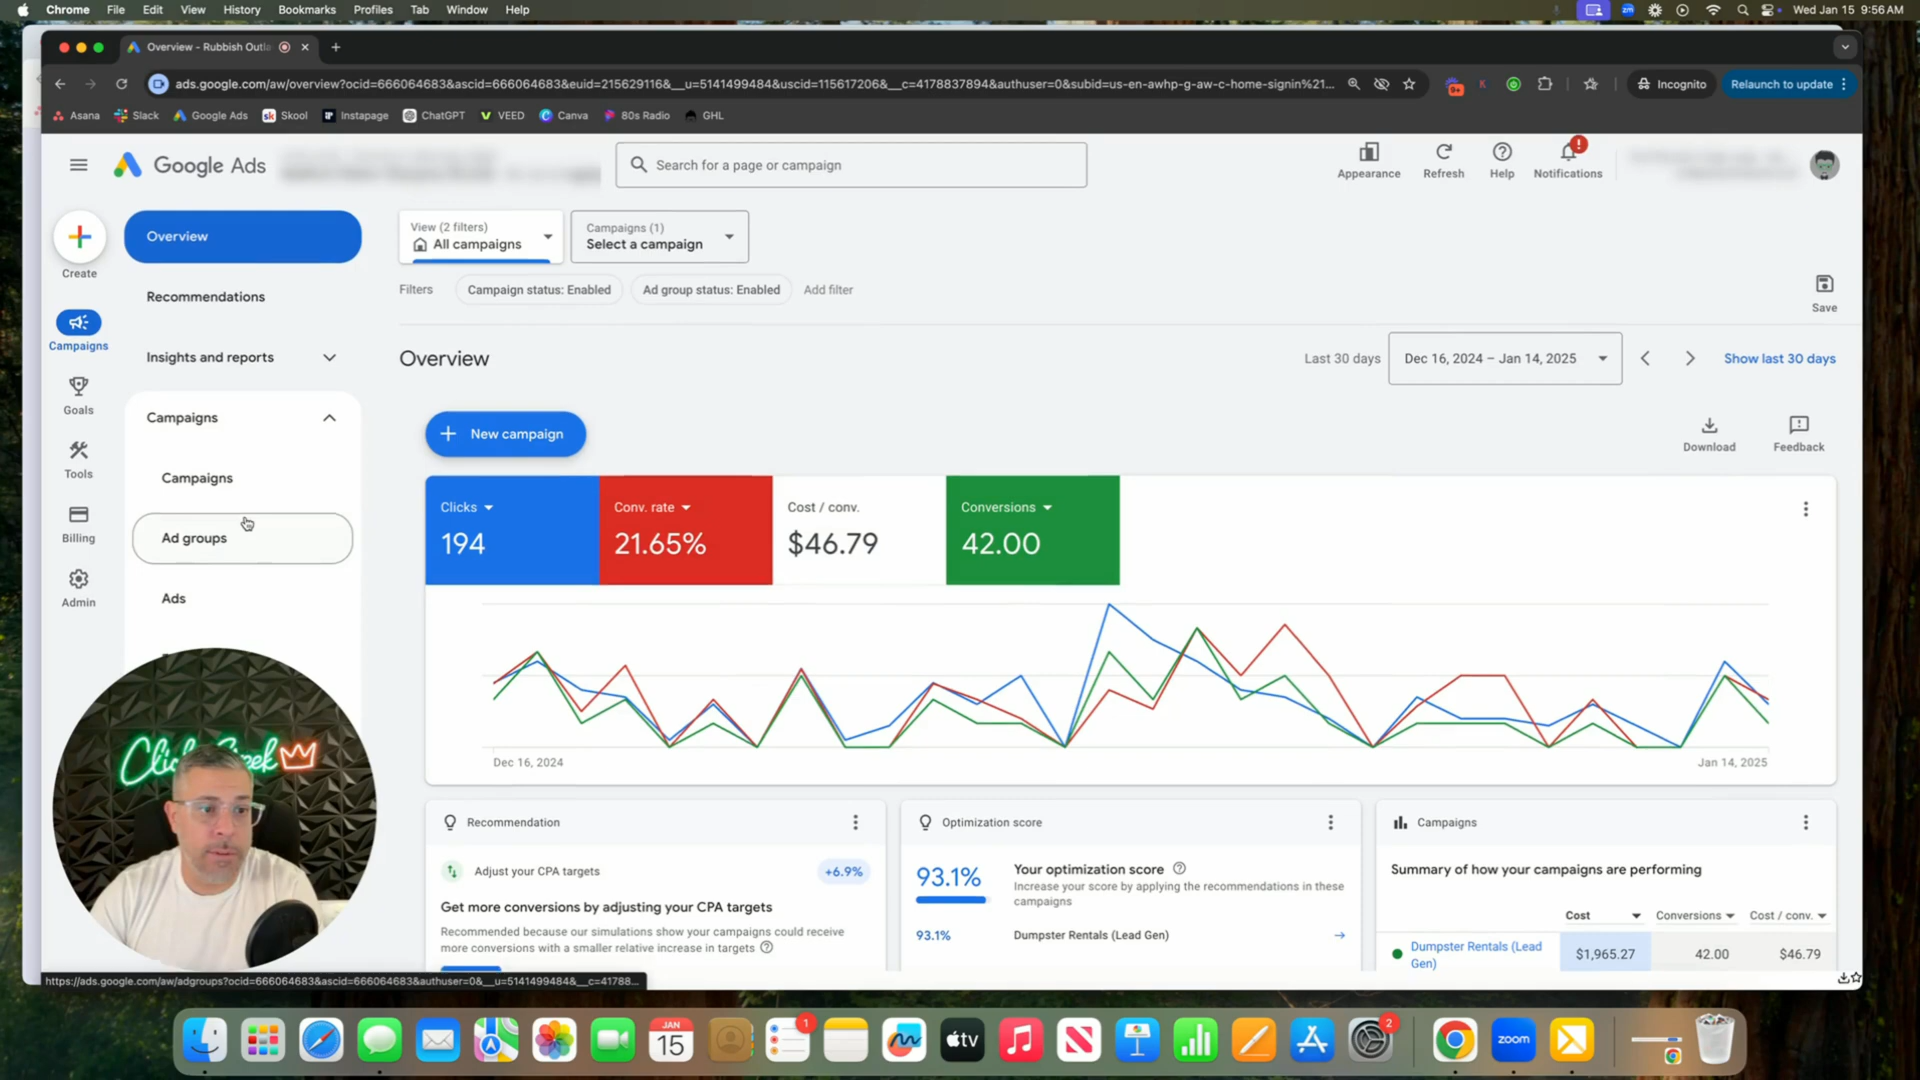 Chrome File Edit View History Bookmarks Profiles Tab Window Help
zm
Wed Jan 15 9:56 AM
Overview - Rubbish Outla
ads.google.com/aw/overview?ocid=666064683&ascid=666064683&euid=215629116&__u=5141499484&uscid=115617206&__c=4178837894&authuser=0&subid=us-en-awhp-g-aw-c-home-signin%21...
Incognito
Relaunch to update
Asana Slack Google Ads Skool Instapage ChatGPT VEED Canva 80s Radio GHL
Google Ads
Search for a page or campaign
Appearance Refresh Help Notifications
Create
Campaigns
Goals
Tools
Billing
Admin
Overview
Recommendations
Insights and reports
Campaigns
Campaigns
Ad groups
Ads
View (2 filters)
All campaigns
Campaigns (1)
Select a campaign
Filters Campaign status: Enabled Ad group status: Enabled Add filter
Save
Overview
Last 30 days Dec 16, 2024 – Jan 14, 2025 Show last 30 days
New campaign
Download Feedback
Clicks Conv. rate Cost / conv. Conversions
194 21.65% $46.79 42.00
Dec 16, 2024 Jan 14, 2025
Recommendation
Adjust your CPA targets +6.9%
Get more conversions by adjusting your CPA targets
Recommended because our simulations show your campaigns could receive
more conversions with a smaller relative increase in targets
Optimization score
93.1% Your optimization score
Increase your score by applying the recommendations in these
campaigns
93.1% Dumpster Rentals (Lead Gen)
Campaigns
Summary of how your campaigns are performing
Cost Conversions Cost / conv.
Dumpster Rentals (Lead
Gen) $1,965.27 42.00 $46.79
https://ads.google.com/aw/adgroups?ocid=666064683&ascid=666064683&authuser=0&__u=5141499484&__c=41788...
JAN
15
1
tv
2
zoom